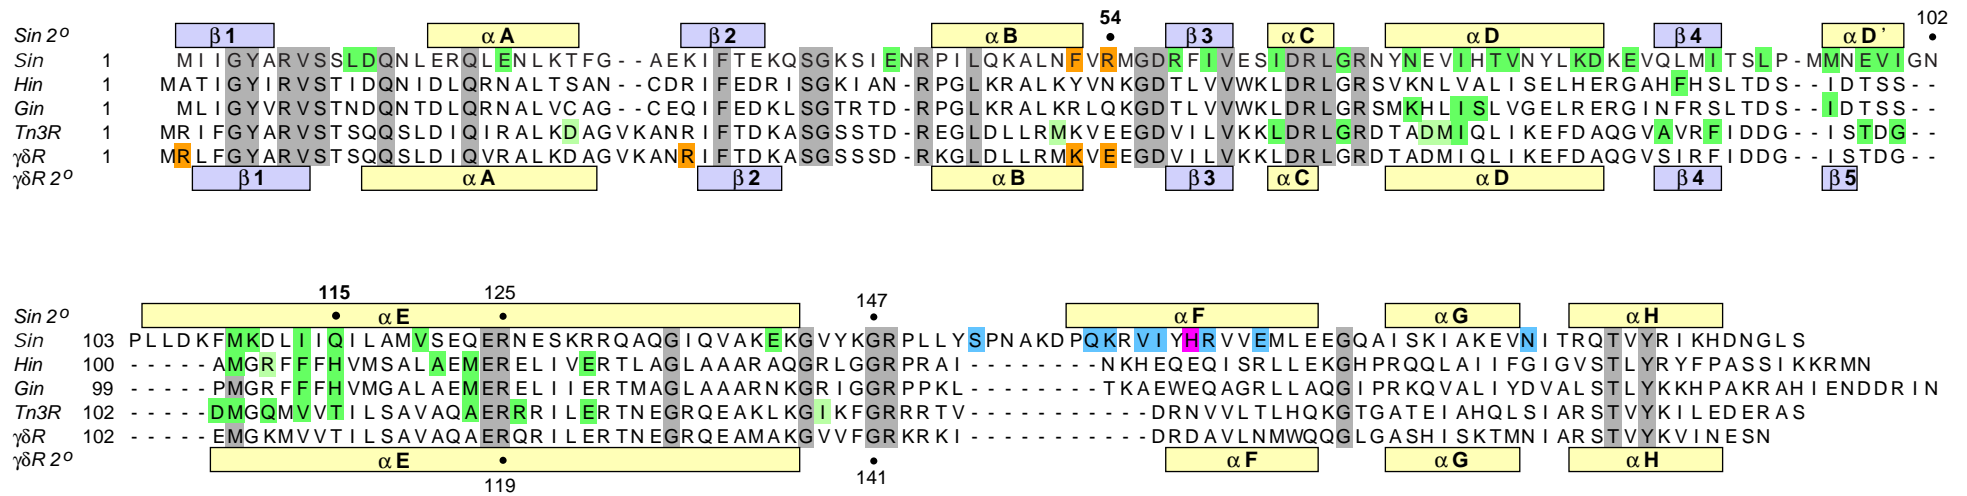 54 102
Sin 2º β1 αA β2 αB • β3 αC αD β4 αD' •
Sin 1 MIIGYARVSSLDQNLERQLENLKTFG--AEKIFTEKQSGKSIENRPILQKALNFVRMGDRFIVESIDRLGRNYNEVIHTVNYLKDKEVQLMITSLP-MMNEVIGN
Hin 1 MATIGYIRVSTIDQNIDLQRNALTSAN--CDRIFEDRISGKIAN-RPGLKRALKYVNKGDTLVVWKLDRLGRSVKNLVALISELHERGAHFHSLTDS--VDTSS--
Gin 1 MLIGYVRVSTNDQNTDLQRNALVCAG--CEQIFEDKLSGTRTD-RPGLKRALKRLQKGDTLVVWKLDRLGRSMKHLISLVGELRERGINFRSLTDS--IDTSS--
Tn3R 1 MRIFGYARVSTSQQSLDIQIRALKDAGVKANRIFTDKASGSSTD-REGLDLLRMKVEEGDVILVKKLDRLGRDTADMIQLIKEFDAQGVAVRFIDDG--ISTDG--
γδR 1 MRLFGYARVSTSQQSLDIQVRALKDAGVKANRIFTDKASGSSSD-RKGLDLLRMKVEEGDVILVKKLDRLGRDTADMIQLIKEFDAQGVSIRFIDDG--ISTDG--
γδR 2º β1 αA β2 αB β3 αC αD β4 β5
115 125 147
Sin 2º • αE • • αF αG αH
Sin 103 PLLDKFMKDLIIQILAMVSEQERNESKRRQAQGIQVAKEKGVYKGRPLLYSPNAKDPQKRVIYHRVVEMLEEGQAISKIAKEVNITRQTVYRIKHDNGLS
Hin 100 -----AMGRFFFHVMSALAEMERELIVERTLAGLAAARAQGRLGGRPRAI--------NKHEQEQISRLLEKGHPRQQLAIIFGIGVSTLYRYFPASSIKKRMN
Gin 99 -----PMGRFFFHVMGALAEMERELIIERTMAGLAAARNKGRIGGRPPKL--------TKAEWEQAGRLLAQGIPRKQVALIYDVALSTLYKKHPAKRAHIENDDRIN
Tn3R 102 -----DMGQMVVTILSAVAQAERRRILERTNEGRQEAKLKGIKFGRRRTV-----------DRNVVLTLHQKGTGATEIAHQLSIARSTVYKILEDERAS
γδR 102 -----EMGKMVVTILSAVAQAERQRILERTNEGRQEAMAKGVVFGRKRKI-----------DRDAVLNMWQQGLGASHISKTMNIARSTVYKVINESN
γδR 2º αE • • αF αG αH
119 141